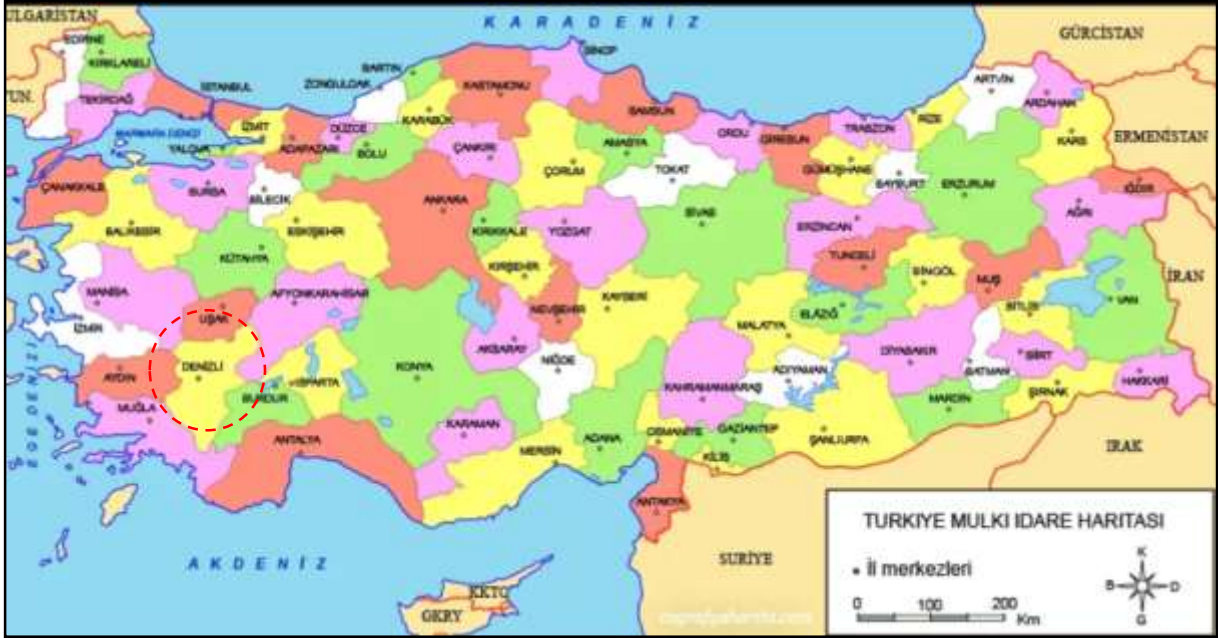 KARADENİZ
ULGARİSTAN
GÜRCİSTAN
EDİRNE
KIRKLARELİ
SİNOP
BARTIN
ZONGULDAK
KASTAMONU
ARTVİN
ARDAHAN
TUN.
TEKİRDAĞ
İSTANBUL
SAMSUN
KARABÜK
RİZE
MARMARA DENİZİ
İZMİT
DÜZCE
ORDU
GİRESUN
TRABZON
ERMENİSTAN
YALOVA
ADAPAZARI
BOLU
ÇANKIRI
AMASYA
KARS
ÇORUM
TOKAT
GÜMÜŞHANE
BAYBURT
ERZURUM
IĞDIR
ÇANAKKALE
BURSA
BİLECİK
ANKARA
AĞRI
SİVAS
BALIKESİR
ESKİŞEHİR
KIRIKKALE
YOZGAT
ERZİNCAN
KÜTAHYA
TUNCELİ
KIRŞEHİR
BİNGÖL
MUŞ
İRAN
MANİSA
AFYONKARAHİSAR
NEVŞEHİR
KAYSERİ
ELÂZIĞ
BİTLİS
VAN
UŞAK
İZMİR
MALATYA
AKSARAY
NİĞDE
DİYABAKIR
SİİRT
DENİZLİ
KONYA
ADIYAMAN
BATMAN
AYDIN
ISPARTA
KAHRAMANMARAŞ
HAKKARİ
BURDUR
MARDİN
ŞIRNAK
MUĞLA
KARAMAN
EGE DENİZİ
ANTALYA
ADANA
OSMANİYE
GAZİANTEP
ŞANLIURFA
MERSİN
KİLİS
IRAK
ANTAKYA
TURKIYE MULKI IDARE HARITASI
AKDENİZ
SURİYE
İl merkezleri
K
B
D
G
0 100 200
Km
KKTC
GKRY